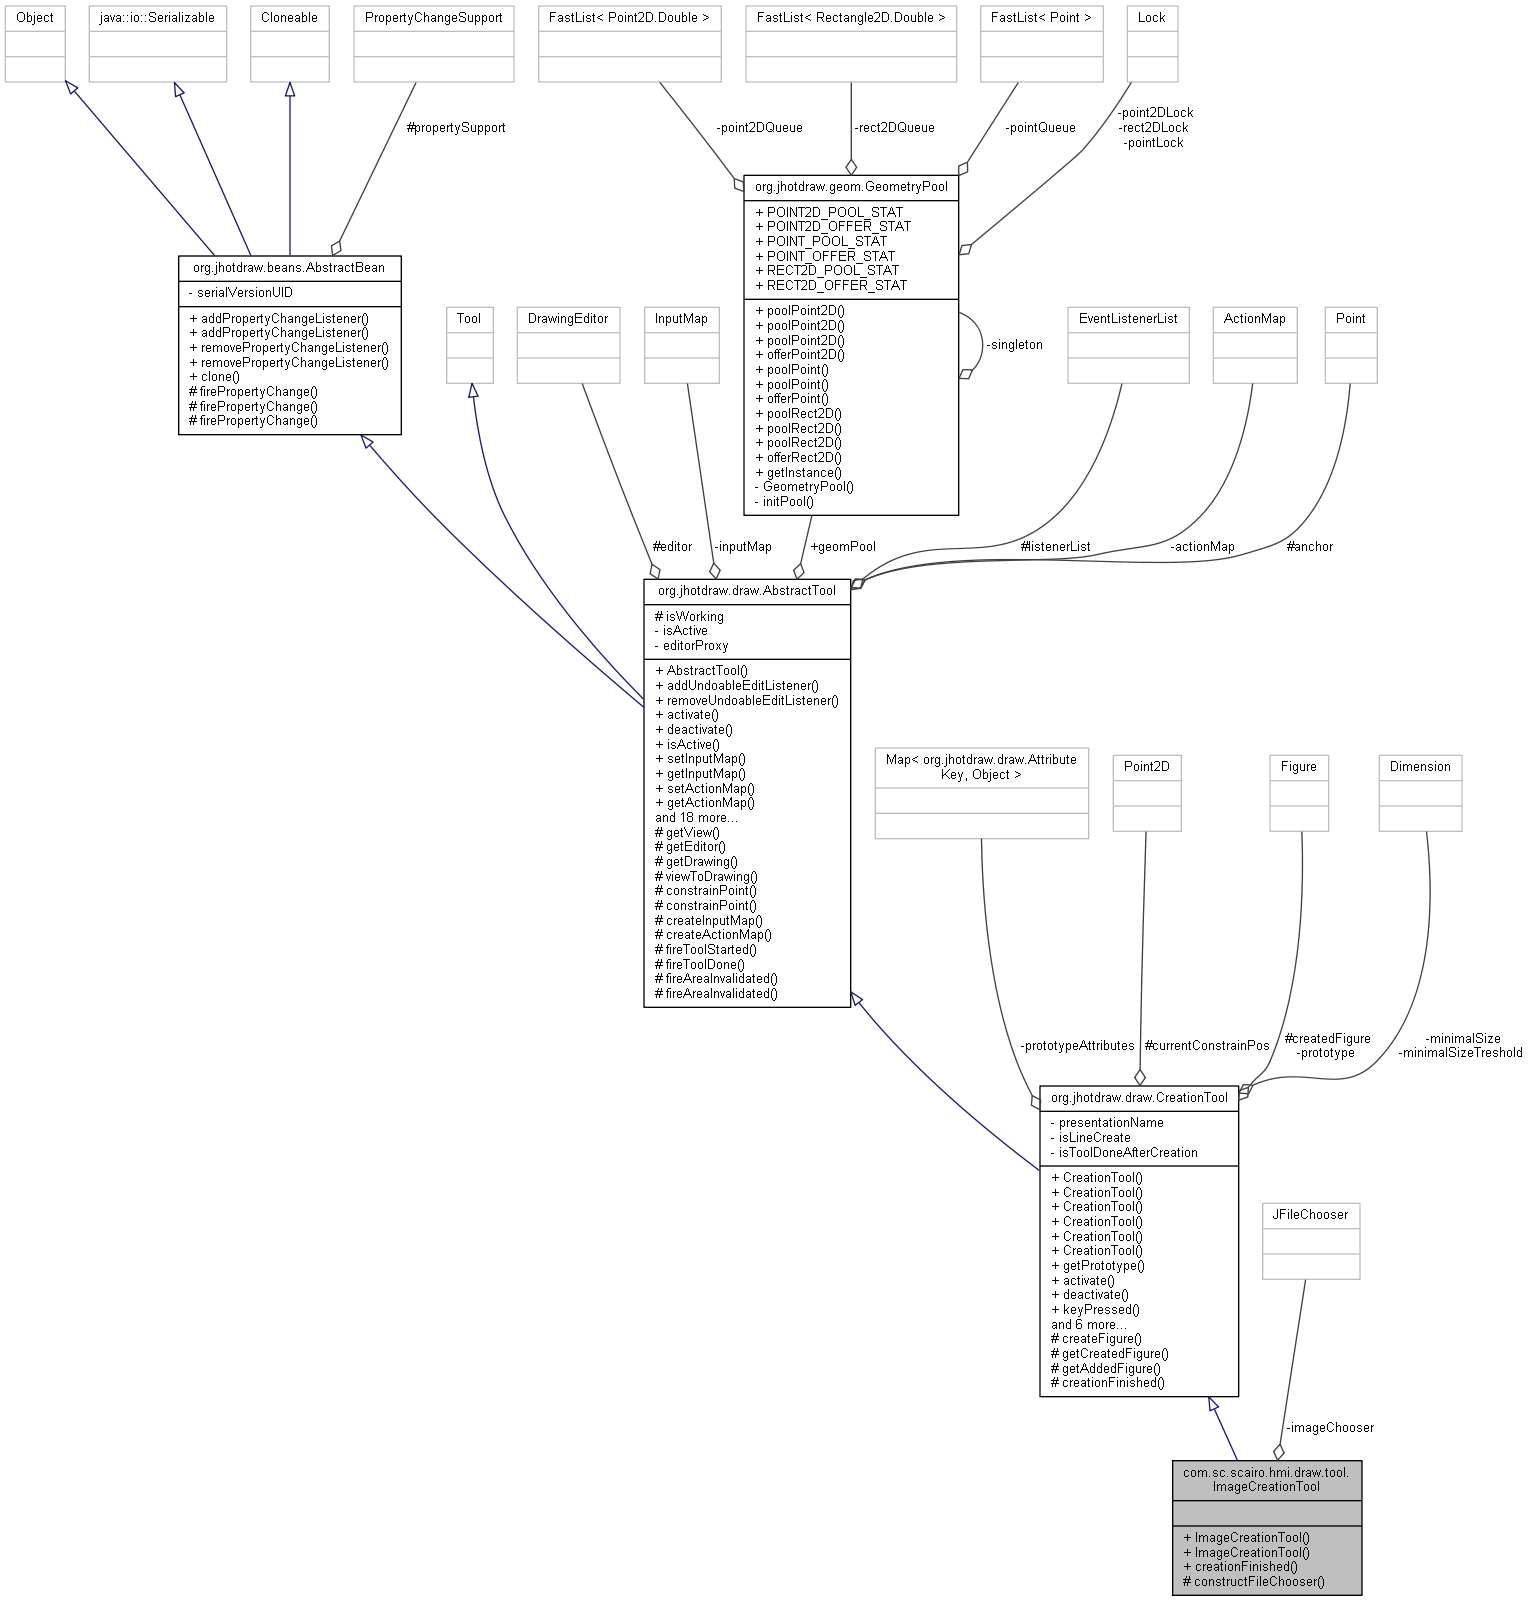 Object
java::io::Serializable
Cloneable
PropertyChangeSupport
FastList< Point2D.Double >
FastList< Rectangle2D.Double >
FastList< Point >
Lock
#propertySupport
-point2DQueue
-rect2DQueue
-pointQueue
-point2DLock
-rect2DLock
-pointLock
org.jhotdraw.geom.GeometryPool
+ POINT2D_POOL_STAT
+ POINT2D_OFFER_STAT
+ POINT_POOL_STAT
+ POINT_OFFER_STAT
+ RECT2D_POOL_STAT
+ RECT2D_OFFER_STAT
+ poolPoint2D()
+ poolPoint2D()
+ poolPoint2D()
+ offerPoint2D()
+ poolPoint()
+ poolPoint()
+ offerPoint()
+ poolRect2D()
+ poolRect2D()
+ poolRect2D()
+ offerRect2D()
+ getInstance()
- GeometryPool()
- initPool()
-singleton
org.jhotdraw.beans.AbstractBean
- serialVersionUID
+ addPropertyChangeListener()
+ addPropertyChangeListener()
+ removePropertyChangeListener()
+ removePropertyChangeListener()
+ clone()
# firePropertyChange()
# firePropertyChange()
# firePropertyChange()
Tool
DrawingEditor
InputMap
EventListenerList
ActionMap
Point
#editor
-inputMap
+geomPool
#listenerList
-actionMap
#anchor
org.jhotdraw.draw.AbstractTool
# isWorking
- isActive
- editorProxy
+ AbstractTool()
+ addUndoableEditListener()
+ removeUndoableEditListener()
+ activate()
+ deactivate()
+ isActive()
+ setInputMap()
+ getInputMap()
+ setActionMap()
+ getActionMap()
and 18 more...
# getView()
# getEditor()
# getDrawing()
# viewToDrawing()
# constrainPoint()
# constrainPoint()
# createInputMap()
# createActionMap()
# fireToolStarted()
# fireToolDone()
# fireAreaInvalidated()
# fireAreaInvalidated()
Map< org.jhotdraw.draw.Attribute
Key, Object >
Point2D
Figure
Dimension
-prototypeAttributes
#currentConstrainPos
#createdFigure
-prototype
-minimalSize
-minimalSizeTreshold
org.jhotdraw.draw.CreationTool
- presentationName
- isLineCreate
- isToolDoneAfterCreation
+ CreationTool()
+ CreationTool()
+ CreationTool()
+ CreationTool()
+ CreationTool()
+ CreationTool()
+ getPrototype()
+ activate()
+ deactivate()
+ keyPressed()
and 6 more...
# createFigure()
# getCreatedFigure()
# getAddedFigure()
# creationFinished()
JFileChooser
-imageChooser
com.sc.scairo.hmi.draw.tool.
ImageCreationTool
+ ImageCreationTool()
+ ImageCreationTool()
+ creationFinished()
# constructFileChooser()